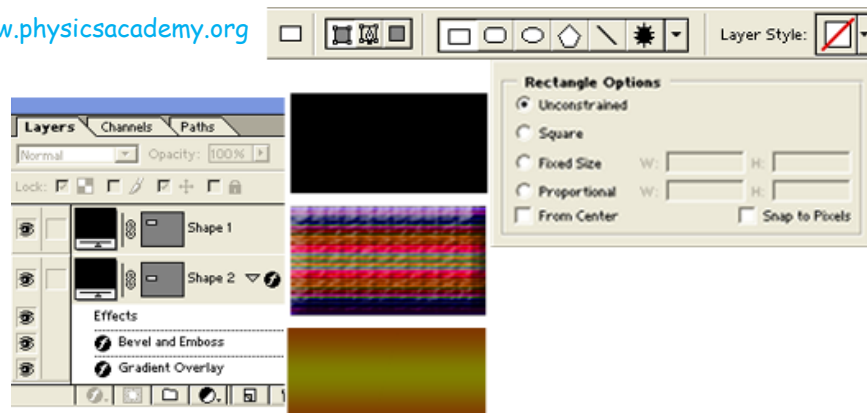 w.physicsacademy.org
Layer Style:
Rectangle Options
Unconstrained
Square
Fixed Size W: H:
Proportional W: H:
From Center Snap to Pixels
Layers Channels Paths
Normal Opacity: 100%
Lock:
Shape 1
Shape 2
Effects
Bevel and Emboss
Gradient Overlay